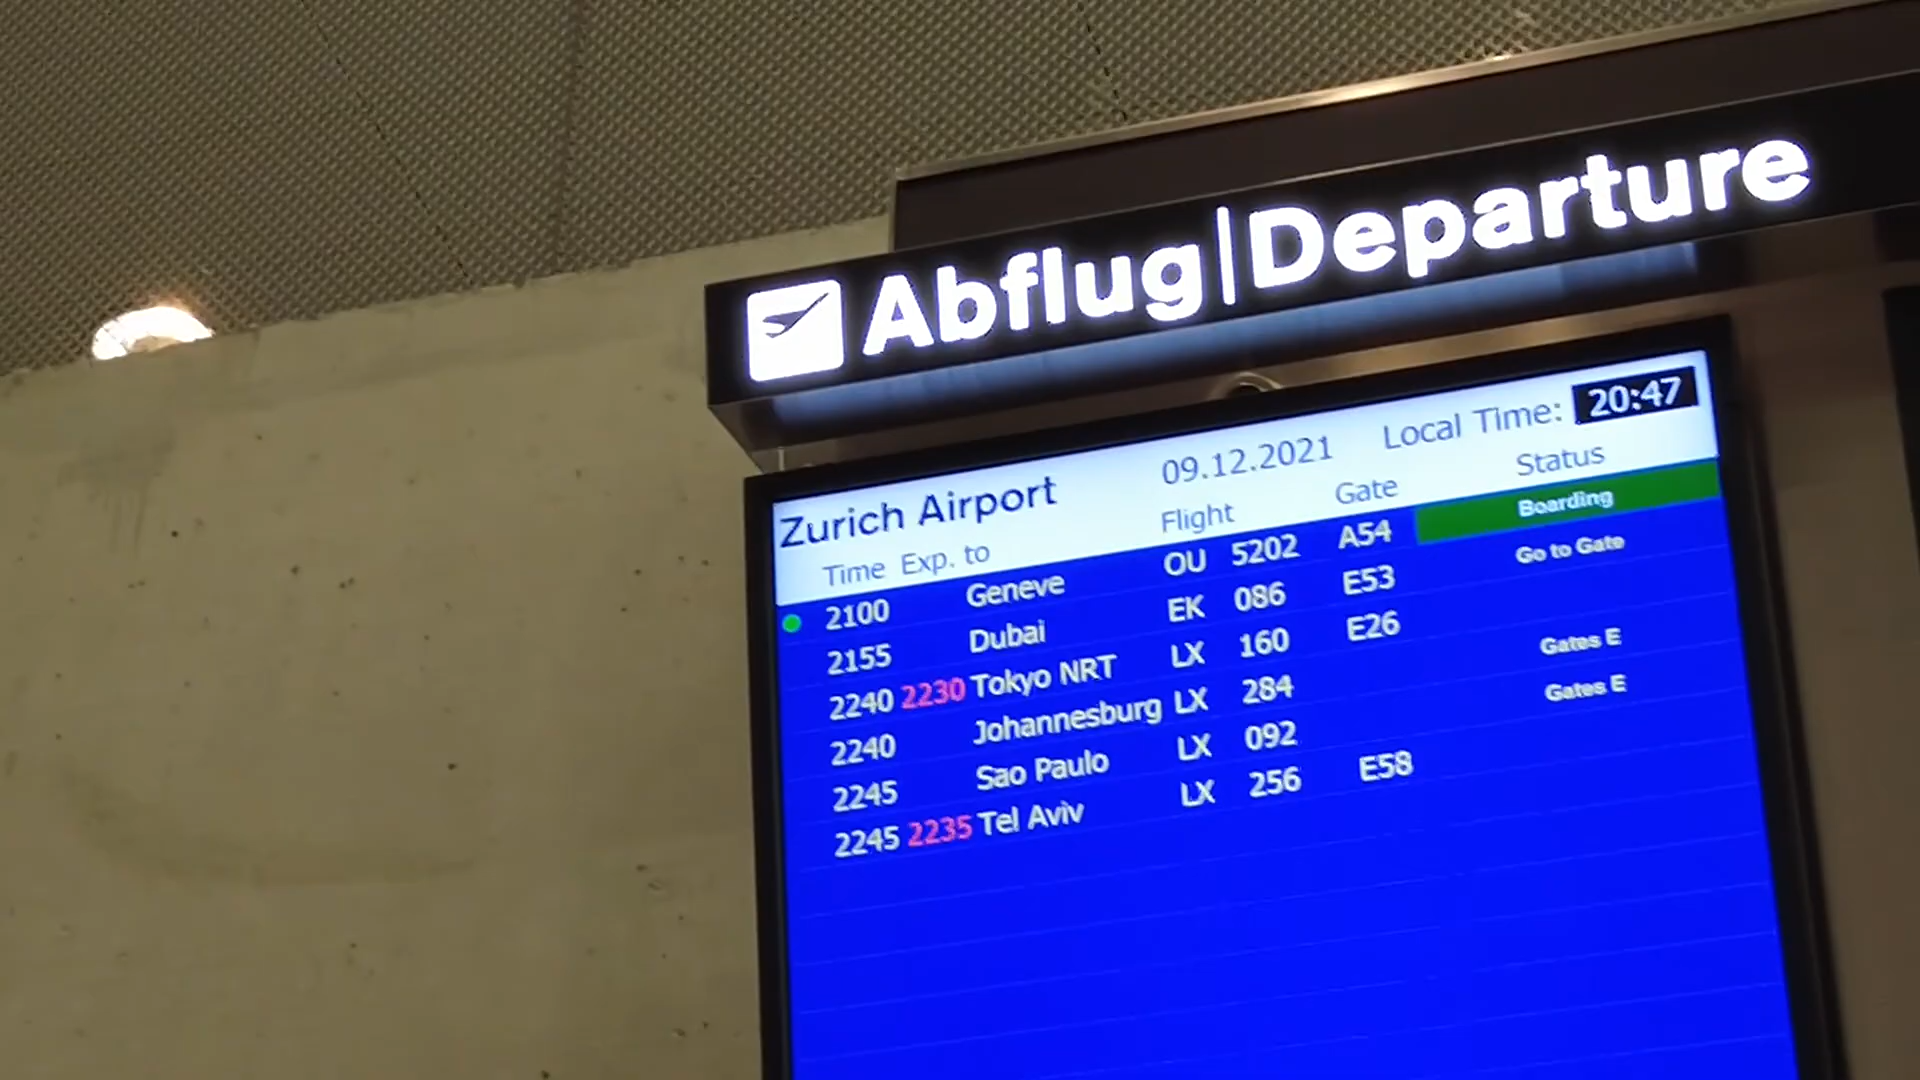 Abflug|Departure
Zurich Airport 09.12.2021 Local Time: 20:47
Time Exp. to Flight Gate Status
2100 Geneve OU 5202 A54 Boarding
2155 Dubai EK 086 E53 Go to Gate
2240 2230 Tokyo NRT LX 160 E26
2240 Johannesburg LX 284 Gates E
2245 Sao Paulo LX 092 Gates E
2245 2235 Tel Aviv LX 256 E58